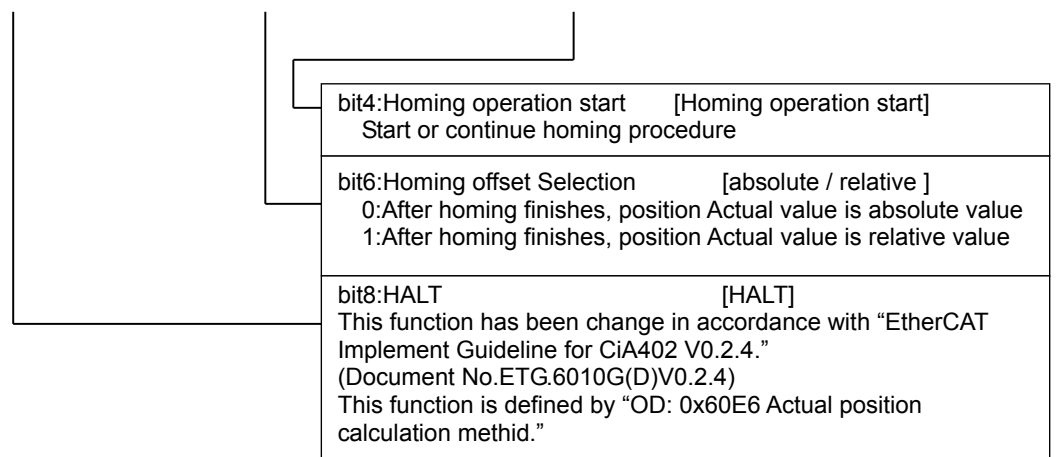 bit4:Homing operation start [Homing operation start]
Start or continue homing procedure
bit6:Homing offset Selection [absolute / relative ]
0:After homing finishes, position Actual value is absolute value
1:After homing finishes, position Actual value is relative value
bit8:HALT [HALT]
This function has been change in accordance with “EtherCAT
Implement Guideline for CiA402 V0.2.4.”
(Document No.ETG.6010G(D)V0.2.4)
This function is defined by “OD: 0x60E6 Actual position
calculation methid.”